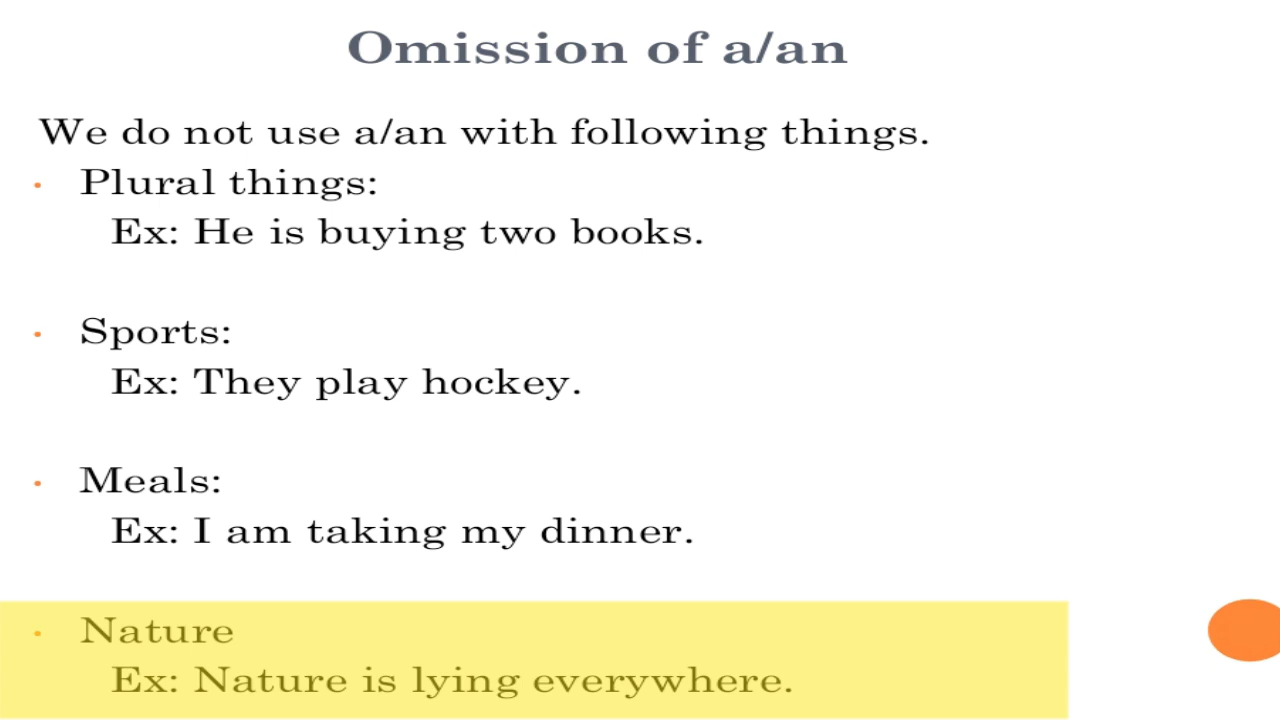 Omission of a/an
We do not use a/an with following things.
• Plural things:
Ex: He is buying two books.
• Sports:
Ex: They play hockey.
• Meals:
Ex: I am taking my dinner.
• Nature
Ex: Nature is lying everywhere.